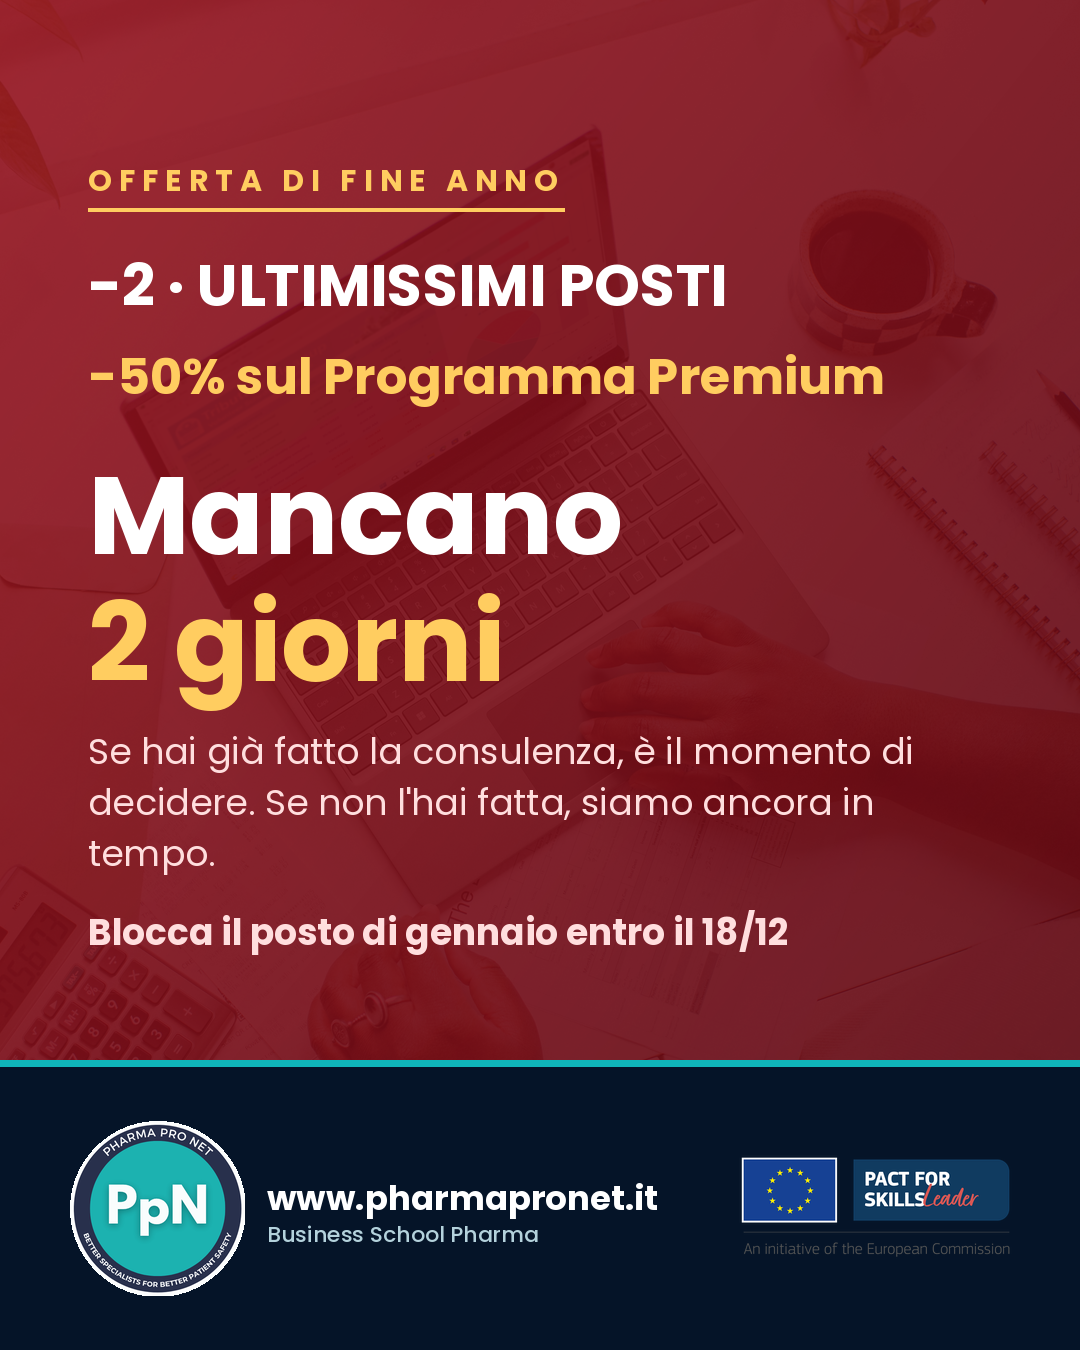 OFFERTA DI FINE ANNO
-2 · ULTIMISSIMI POSTI
-50% sul Programma Premium
Mancano
2 giorni
Se hai già fatto la consulenza, è il momento di
decidere. Se non l'hai fatta, siamo ancora in
tempo.
Blocca il posto di gennaio entro il 18/12
PHARMA PRO NET
PpN
BETTER SPECIALISTS FOR BETTER PATIENT SAFETY
www.pharmapronet.it
Business School Pharma
PACT FOR
SKILLS Leader
An initiative of the European Commission